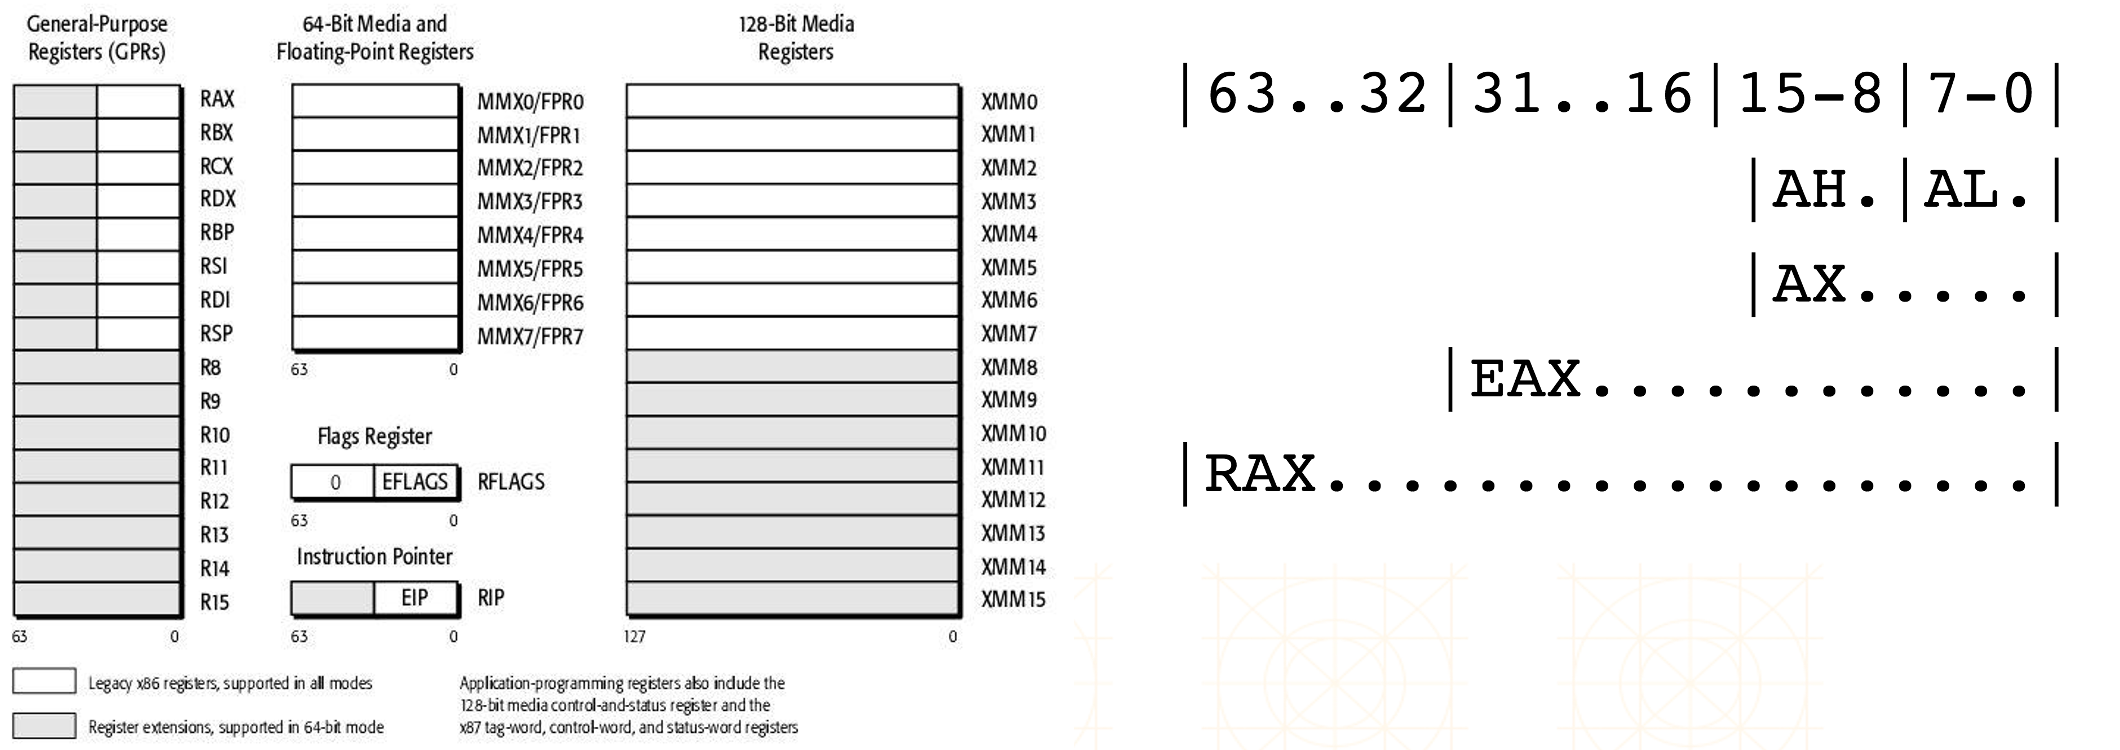 General-Purpose
Registers (GPRs)
RAX
RBX
RCX
RDX
RBP
RSI
RDI
RSP
R8
R9
R10
R11
R12
R13
R14
R15
63 0
64-Bit Media and
Floating-Point Registers
MMX0/FPR0
MMX1/FPR1
MMX2/FPR2
MMX3/FPR3
MMX4/FPR4
MMX5/FPR5
MMX6/FPR6
MMX7/FPR7
63 0
Flags Register
0 EFLAGS RFLAGS
63 0
Instruction Pointer
EIP RIP
63 0
128-Bit Media
Registers
XMM0
XMM1
XMM2
XMM3
XMM4
XMM5
XMM6
XMM7
XMM8
XMM9
XMM10
XMM11
XMM12
XMM13
XMM14
XMM15
127 0
Legacy x86 registers, supported in all modes
Register extensions, supported in 64-bit mode
Application-programming registers also include the
128-bit media control-and-status register and the
x87 tag-word, control-word, and status-word registers
|63..32|31..16|15-8|7-0|
|AH.|AL.|
|AX.....|
|EAX............|
|RAX...................|